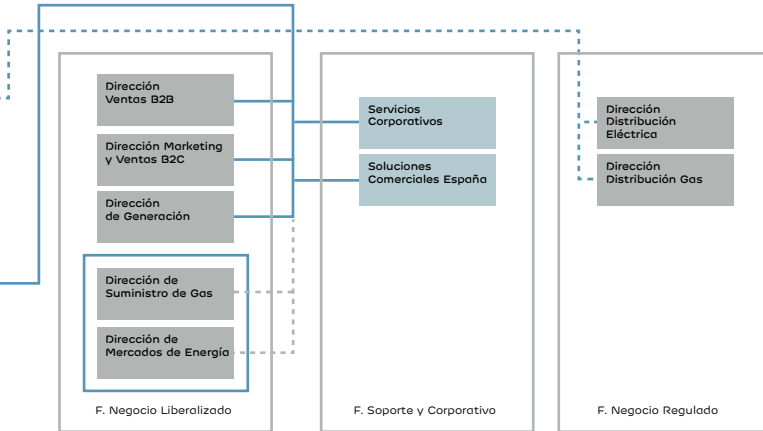 Dirección
Ventas B2B
Dirección Marketing
y Ventas B2C
Dirección
de Generación
Dirección de
Suministro de Gas
Dirección de
Mercados de Energía
F. Negocio Liberalizado
Servicios
Corporativos
Soluciones
Comerciales España
F. Soporte y Corporativo
Dirección
Distribución
Eléctrica
Dirección
Distribución Gas
F. Negocio Regulado